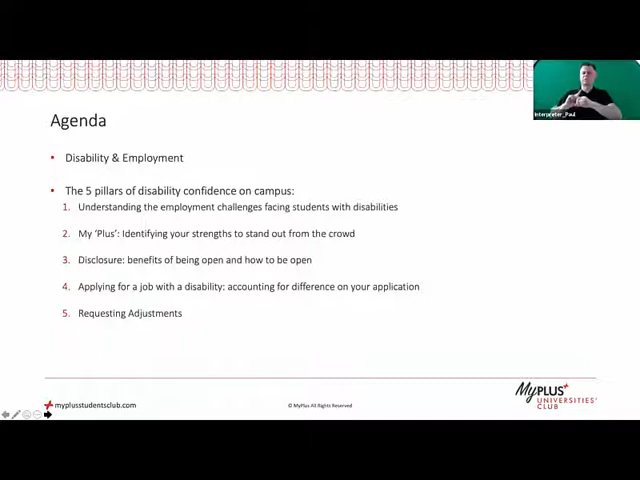 Interpreter_Paul
Agenda
• Disability & Employment
• The 5 pillars of disability confidence on campus:
1. Understanding the employment challenges facing students with disabilities
2. My 'Plus': Identifying your strengths to stand out from the crowd
3. Disclosure: benefits of being open and how to be open
4. Applying for a job with a disability: accounting for difference on your application
5. Requesting Adjustments
myplusstudentsclub.com
© MyPlus All Rights Reserved
MyPLUS+
UNIVERSITIES'
CLUB